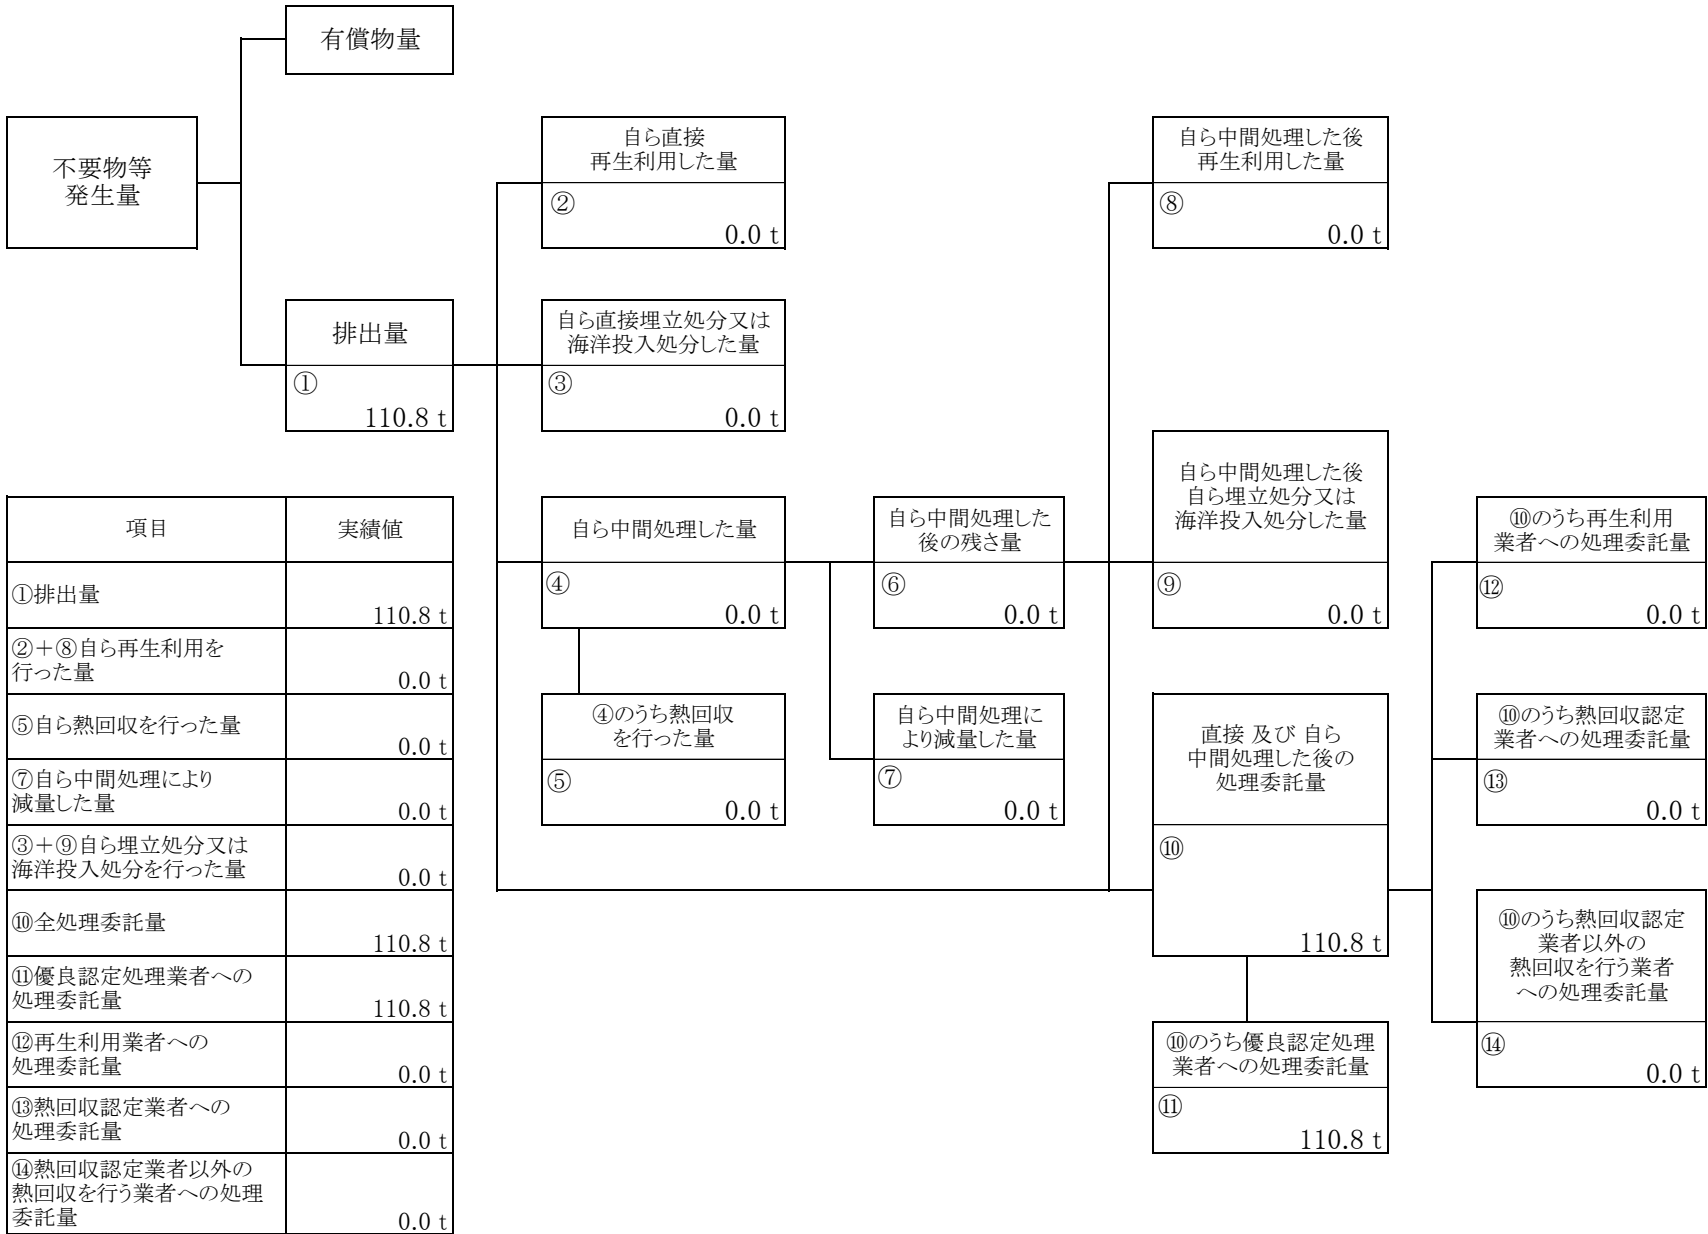 有償物量
不要物等
発生量
排出量
①
110.8 t
自ら直接
再生利用した量
②
0.0 t
自ら直接埋立処分又は
海洋投入処分した量
③
0.0 t
自ら中間処理した量
④
0.0 t
④のうち熱回収
を行った量
⑤
0.0 t
自ら中間処理した
後の残さ量
⑥
0.0 t
自ら中間処理に
より減量した量
⑦
0.0 t
自ら中間処理した後
再生利用した量
⑧
0.0 t
自ら中間処理した後
自ら埋立処分又は
海洋投入処分した量
⑨
0.0 t
直接 及び 自ら
中間処理した後の
処理委託量
⑩
110.8 t
⑩のうち優良認定処理
業者への処理委託量
⑪
110.8 t
⑩のうち再生利用
業者への処理委託量
⑫
0.0 t
⑩のうち熱回収認定
業者への処理委託量
⑬
0.0 t
⑩のうち熱回収認定
業者以外の
熱回収を行う業者
への処理委託量
⑭
0.0 t
項目 実績値
①排出量
110.8 t
②＋⑧自ら再生利用を
行った量
0.0 t
⑤自ら熱回収を行った量
0.0 t
⑦自ら中間処理により
減量した量
0.0 t
③＋⑨自ら埋立処分又は
海洋投入処分を行った量
0.0 t
⑩全処理委託量
110.8 t
⑪優良認定処理業者への
処理委託量
110.8 t
⑫再生利用業者への
処理委託量
0.0 t
⑬熱回収認定業者への
処理委託量
0.0 t
⑭熱回収認定業者以外の
熱回収を行う業者への処理
委託量
0.0 t